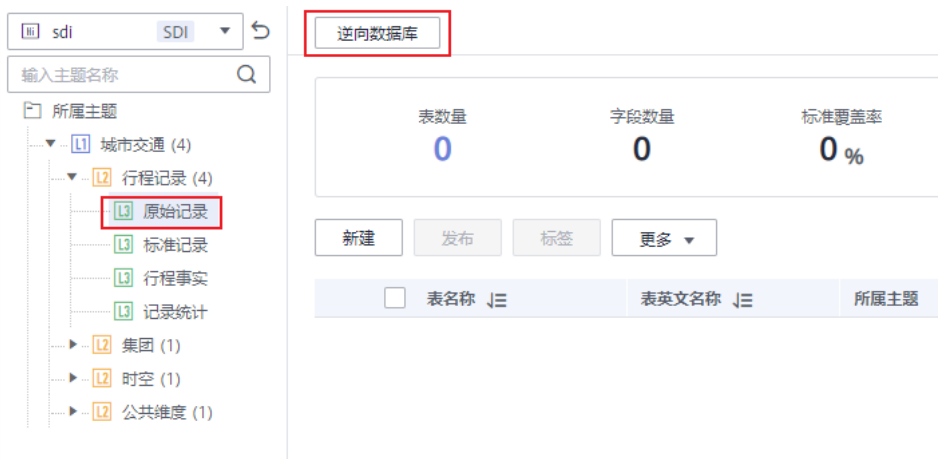 sdi SDI
输入主题名称
所属主题
L1 城市交通 (4)
L2 行程记录 (4)
L3 原始记录
L3 标准记录
L3 行程事实
L3 记录统计
L2 集团 (1)
L2 时空 (1)
L2 公共维度 (1)
逆向数据库
表数量 字段数量 标准覆盖率
0 0 0 %
新建 发布 标签 更多
表名称 表英文名称 所属主题